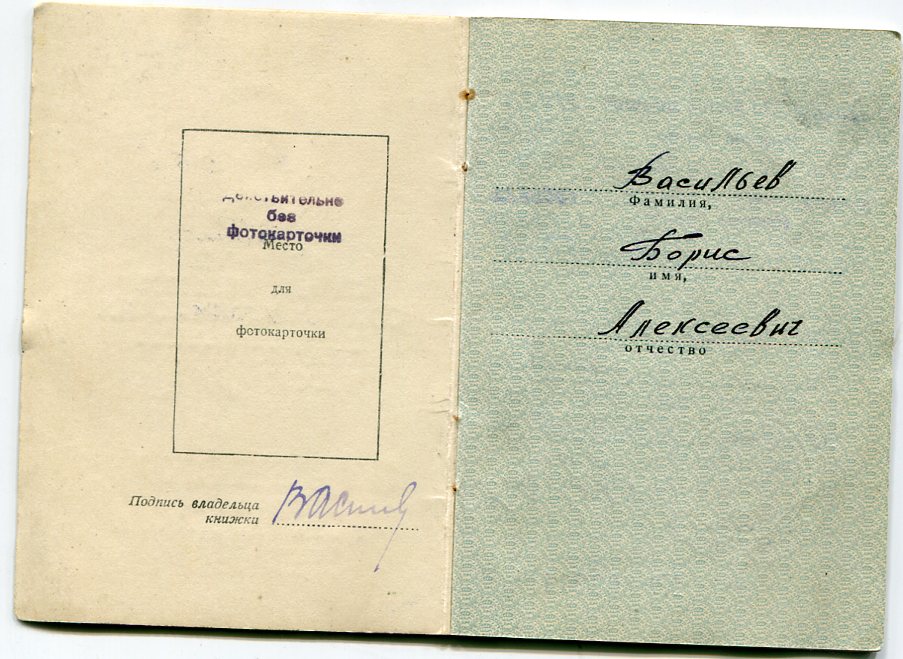 Действительно
без
фотокарточки
Место
для
фотокарточки
Подпись владельца
книжки
Васильев
Фамилия,
Борис
имя,
Алексеевич
отчество